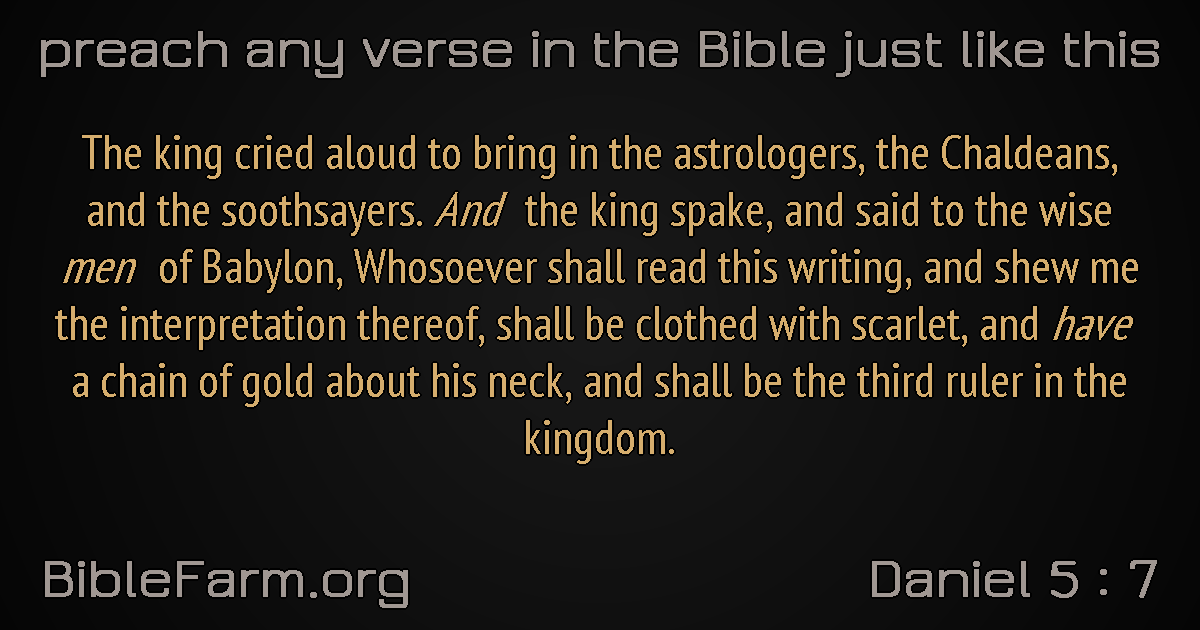 preach any verse in the Bible just like this
The king cried aloud to bring in the astrologers, the Chaldeans,
and the soothsayers. And the king spake, and said to the wise
men of Babylon, Whosoever shall read this writing, and shew me
the interpretation thereof, shall be clothed with scarlet, and have
a chain of gold about his neck, and shall be the third ruler in the
kingdom.
BibleFarm.org
Daniel 5 : 7